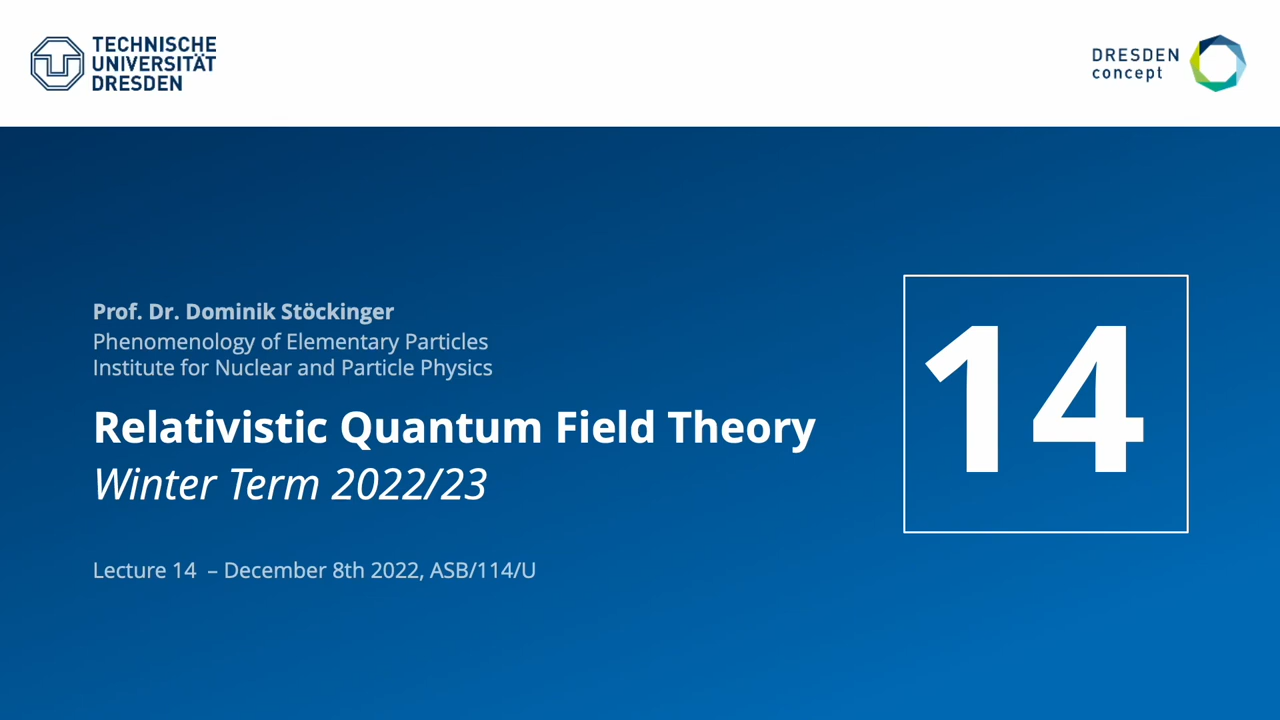 TECHNISCHE
UNIVERSITÄT
DRESDEN
DRESDEN
concept
Prof. Dr. Dominik Stöckinger
Phenomenology of Elementary Particles
Institute for Nuclear and Particle Physics
Relativistic Quantum Field Theory
Winter Term 2022/23
Lecture 14 – December 8th 2022, ASB/114/U
14